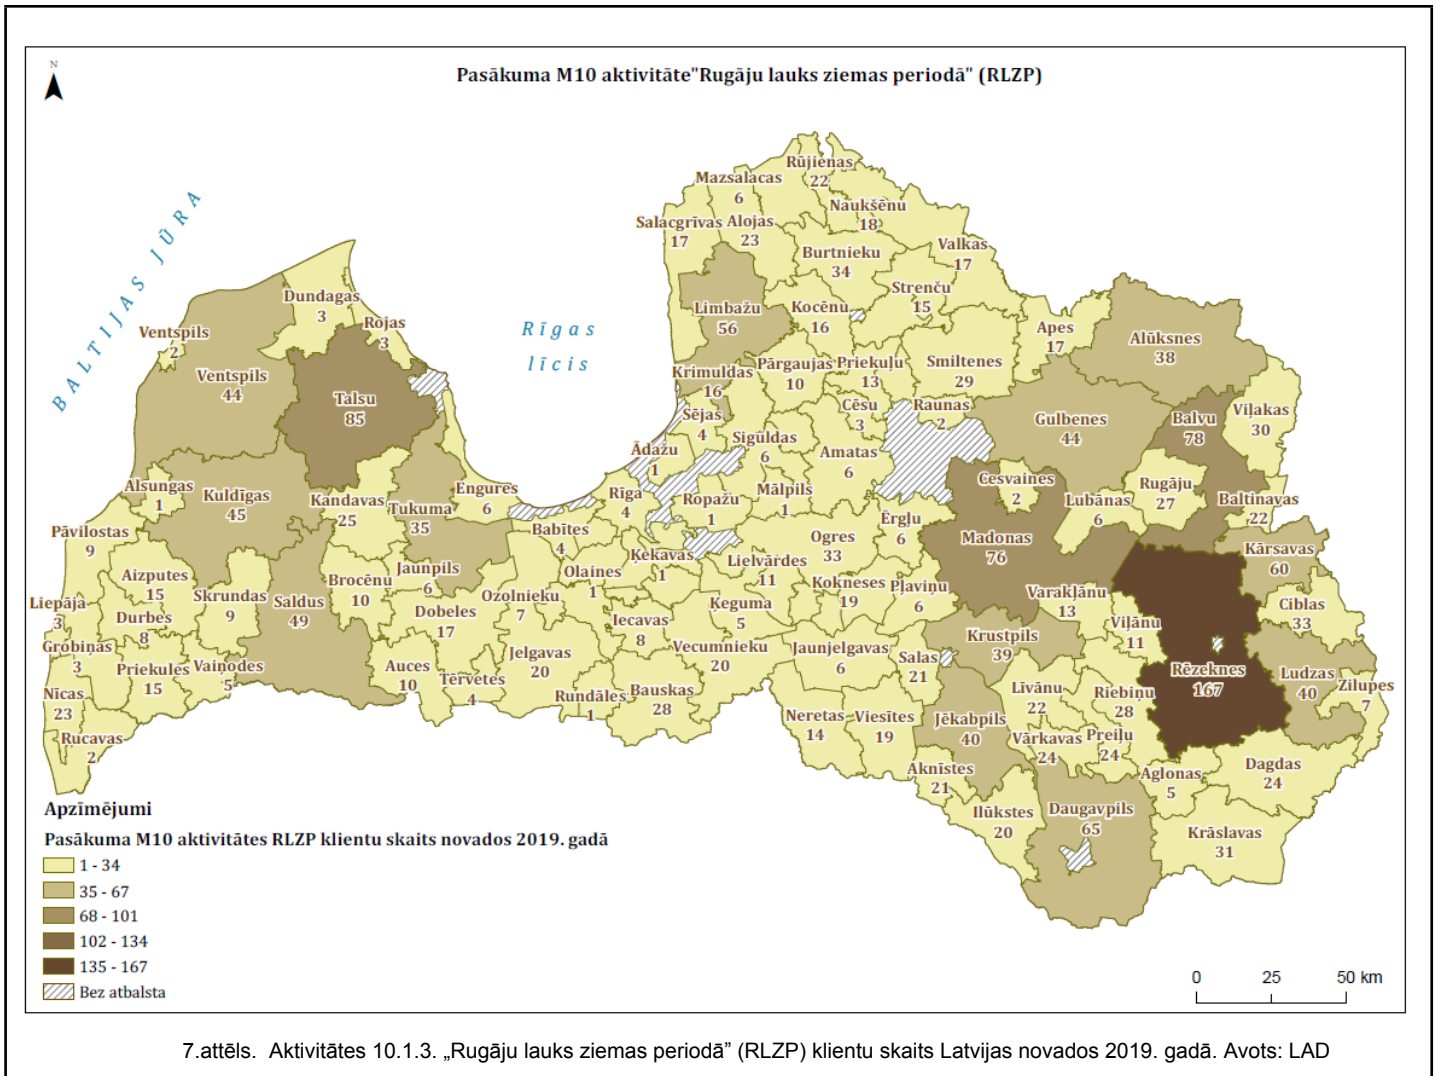 N
Pasākuma M10 aktivitāte"Rugāju lauks ziemas periodā" (RLZP)
BALTIJAS JŪRA
Rīgas
līcis
Rūjienas
22
Mazsalacas
6
Naukšēnu
18
Salacgrīvas
17
Alojas
23
Burtnieku
34
Valkas
17
Strenču
15
Dundagas
3
Rojas
3
Ventspils
2
Limbažu
56
Kocēnu
16
Apes
17
Alūksnes
38
Ventspils
44
Talsu
85
Krimuldas
16
Pārgaujas
10
Priekuļu
13
Smiltenes
29
Sējas
4
Cēsu
3
Raunas
2
Gulbenes
44
Balvu
78
Viļakas
30
Ādažu
1
Siguldas
6
Amatas
6
Alsungas
1
Kuldīgas
45
Kandavas
25
Tukuma
35
Engures
6
Rīga
4
Ropažu
1
Mālpils
1
Cesvaines
2
Lubānas
6
Rugāju
27
Baltinavas
22
Pāvilostas
9
Babītes
4
Ērgļu
6
Ogres
33
Madonas
76
Kārsavas
60
Aizputes
15
Skrundas
9
Saldus
49
Brocēnu
10
Jaunpils
6
Olaines
1
Ķekavas
1
Lielvārdes
11
Kokneses
19
Pļaviņu
6
Varakļānu
13
Ciblas
33
Liepāja
3
Durbes
8
Dobeles
17
Ozolnieku
7
Iecavas
8
Ķeguma
5
Viļānu
11
Grobiņas
3
Priekules
15
Vaiņodes
5
Auces
10
Tērvetes
4
Jelgavas
20
Vecumnieku
20
Jaunjelgavas
6
Salas
21
Krustpils
39
Rēzeknes
167
Ludzas
40
Zilupes
7
Nīcas
23
Rundāles
1
Bauskas
28
Neretas
14
Viesītes
19
Jēkabpils
40
Līvānu
22
Riebiņu
28
Rucavas
2
Vārkavas
24
Preiļu
24
Aknīstes
21
Aglonas
5
Dagdas
24
Ilūkstes
20
Daugavpils
65
Krāslavas
31
Apzīmējumi
Pasākuma M10 aktivitātes RLZP klientu skaits novados 2019. gadā
1 - 34
35 - 67
68 - 101
102 - 134
135 - 167
Bez atbalsta
0 25 50 km
7.attēls. Aktivitātes 10.1.3. „Rugāju lauks ziemas periodā” (RLZP) klientu skaits Latvijas novados 2019. gadā. Avots: LAD